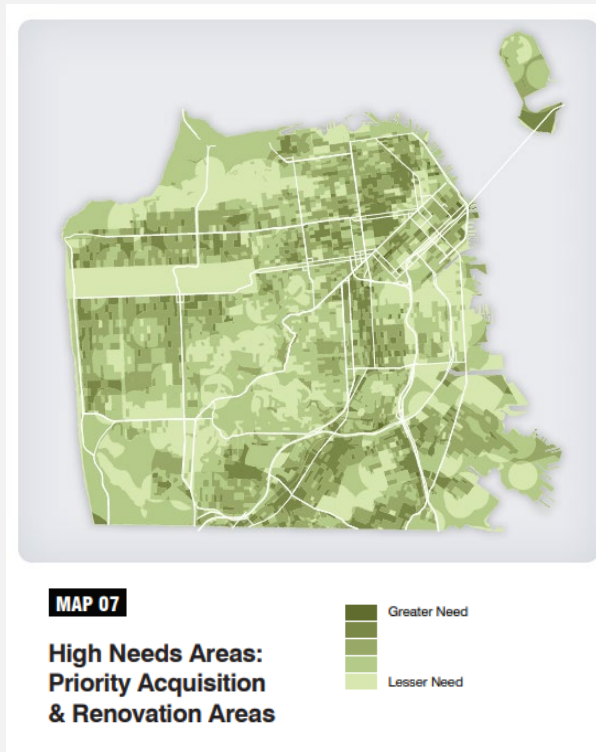 MAP 07
High Needs Areas:
Priority Acquisition
& Renovation Areas
Greater Need
Lesser Need